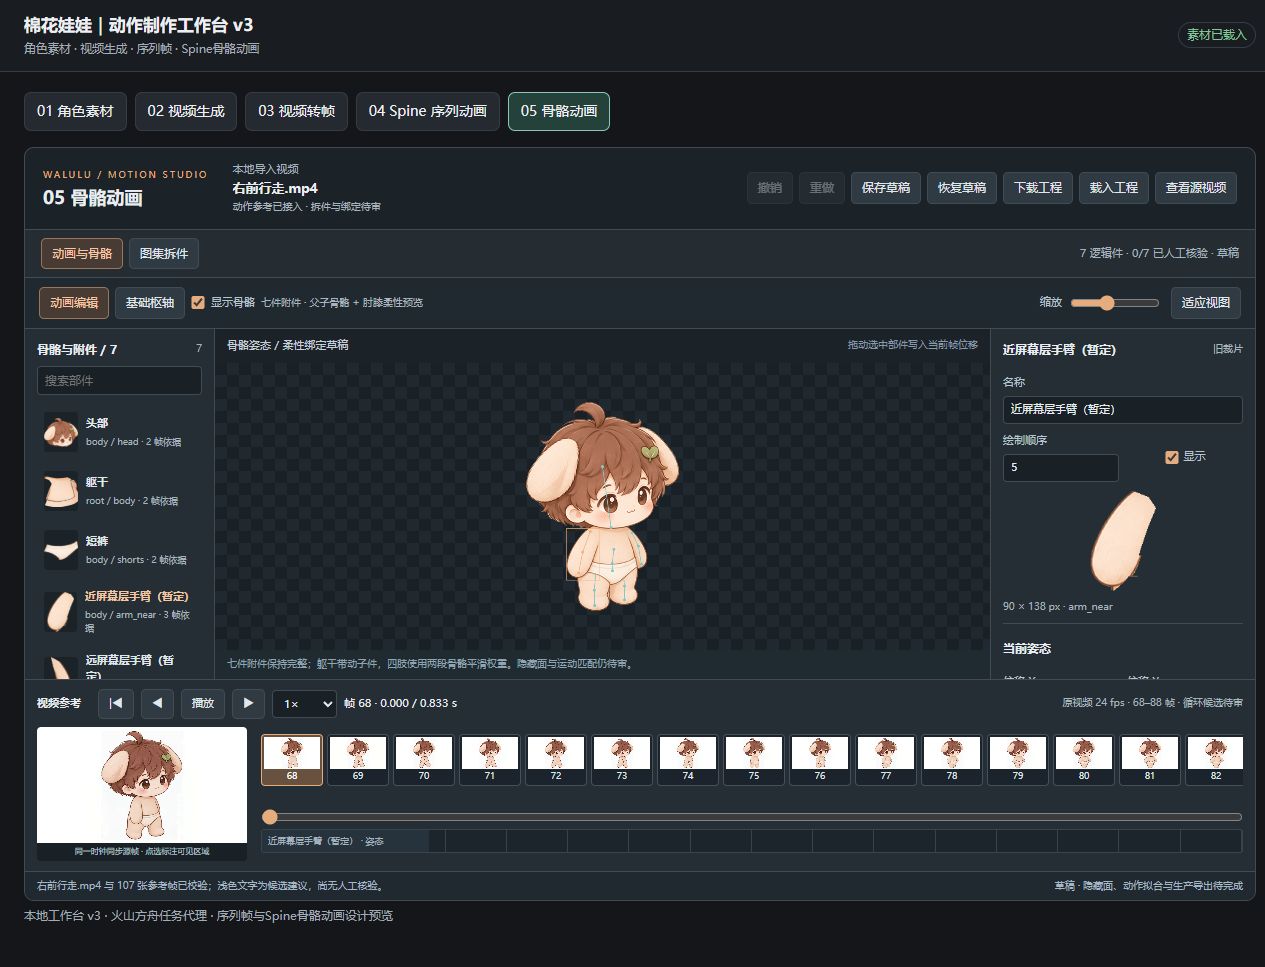 棉花娃娃 | 动作制作工作台 v3
角色素材 · 视频生成 · 序列帧 · Spine骨骼动画
素材已载入
01 角色素材
02 视频生成
03 视频转帧
04 Spine 序列动画
05 骨骼动画
WALULU / MOTION STUDIO
05 骨骼动画
本地导入视频
右前行走.mp4
动作参考已接入 · 拆件与绑定待审
撤销
重做
保存草稿
恢复草稿
下载工程
载入工程
查看源视频
动画与骨骼
图集拆件
7 逻辑件 · 0/7 已人工核验 · 草稿
动画编辑
基础枢轴
显示骨骼
七件附件 · 父子骨骼 + 肘膝柔性预览
缩放
适应视图
骨骼与附件 / 7
7
搜索部件
头部
body / head · 2 帧依据
躯干
root / body · 2 帧依据
短裤
body / shorts · 2 帧依据
近屏幕层手臂（暂定）
body / arm_near · 3 帧依
据
远屏幕层手臂（暂
定）
骨骼姿态 / 柔性绑定草稿
拖动选中部件写入当前帧位移
七件附件保持完整；躯干带动子件，四肢使用两段骨骼平滑权重。隐藏面与运动匹配仍待审。
近屏幕层手臂（暂定）
旧裁片
名称
近屏幕层手臂（暂定）
绘制顺序
5
显示
90 × 138 px · arm_near
当前姿态
视频参考
播放
1×
帧 68 · 0.000 / 0.833 s
原视频 24 fps · 68–88 帧 · 循环候选待审
同一时钟同步源帧 · 点选标注可见区域
68
69
70
71
72
73
74
75
76
77
78
79
80
81
82
近屏幕层手臂（暂定） · 姿态
右前行走.mp4 与 107 张参考帧已校验；浅色文字为候选建议，尚无人工核验。
草稿 · 隐藏面、动作拟合与生产导出待完成
本地工作台 v3 · 火山方舟任务代理 · 序列帧与Spine骨骼动画设计预览